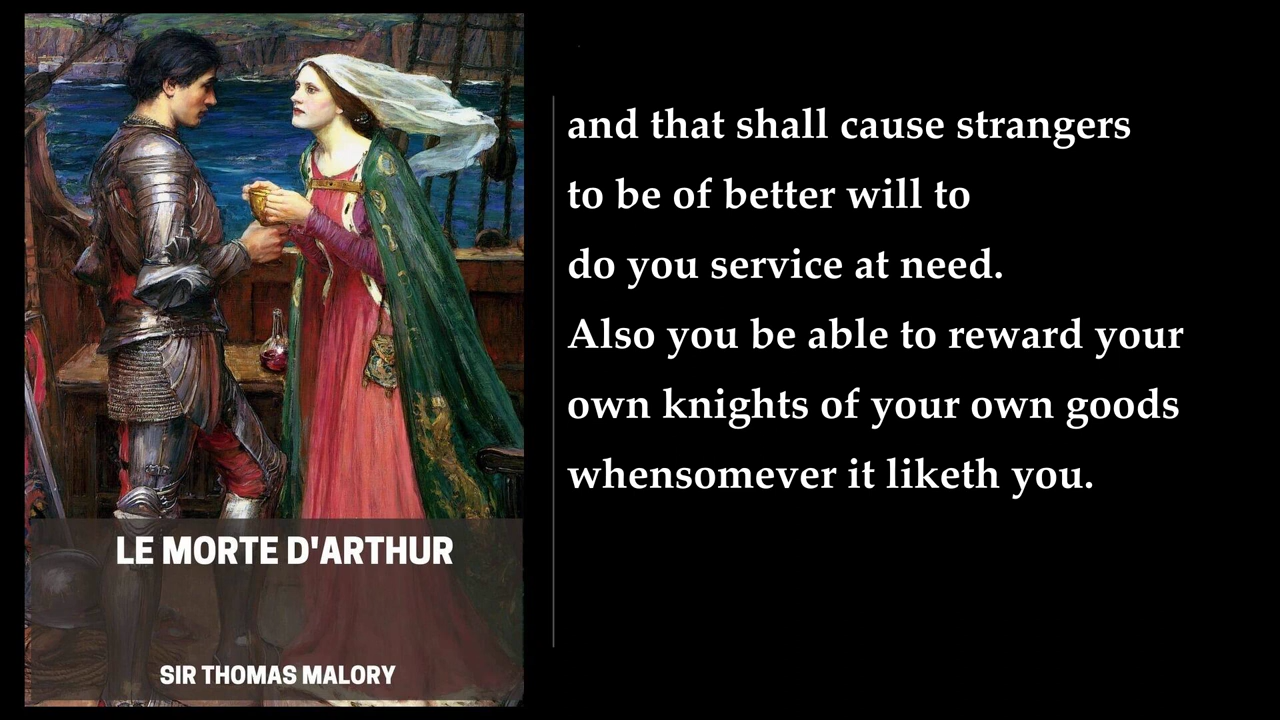 LE MORTE D'ARTHUR
SIR THOMAS MALORY
and that shall cause strangers
to be of better will to
do you service at need.
Also you be able to reward your
own knights of your own goods
whensomever it liketh you.